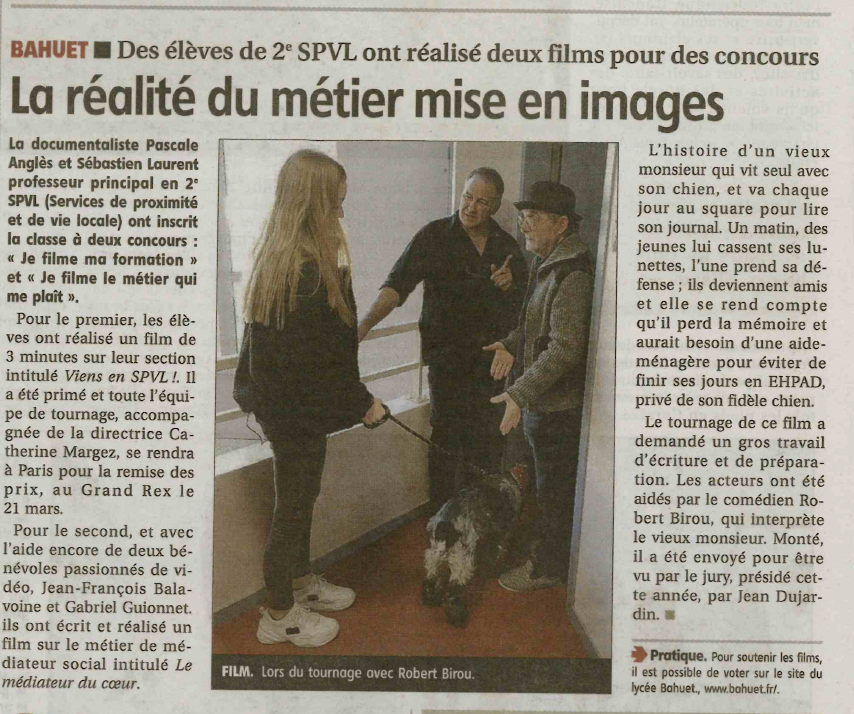 BAHUET ■ Des élèves de 2e SPVL ont réalisé deux films pour des concours
La réalité du métier mise en images
La documentaliste Pascale
Anglès et Sébastien Laurent
professeur principal en 2e
SPVL (Services de proximité
et de vie locale) ont inscrit
la classe à deux concours :
« Je filme ma formation »
et « Je filme le métier qui
me plaît ».
Pour le premier, les élè-
ves ont réalisé un film de
3 minutes sur leur section
intitulé Viens en SPVL !. Il
a été primé et toute l'équi-
pe de tournage, accompa-
gnée de la directrice Ca-
therine Margez, se rendra
à Paris pour la remise des
prix, au Grand Rex le
21 mars.
Pour le second, et avec
l'aide encore de deux bé-
névoles passionnés de vi-
déo, Jean-François Bala-
voine et Gabriel Guionnet.
ils ont écrit et réalisé un
film sur le métier de mé-
diateur social intitulé Le
médiateur du cœur.
FILM. Lors du tournage avec Robert Birou.
L'histoire d'un vieux
monsieur qui vit seul avec
son chien, et va chaque
jour au square pour lire
son journal. Un matin, des
jeunes lui cassent ses lu-
nettes, l'une prend sa dé-
fense ; ils deviennent amis
et elle se rend compte
qu'il perd la mémoire et
aurait besoin d'une aide-
ménagère pour éviter de
finir ses jours en EHPAD,
privé de son fidèle chien.
Le tournage de ce film a
demandé un gros travail
d'écriture et de prépara-
tion. Les acteurs ont été
aidés par le comédien Ro-
bert Birou, qui interprète
le vieux monsieur. Monté,
il a été envoyé pour être
vu par le jury, présidé cet-
te année, par Jean Dujar-
din. ■
Pratique. Pour soutenir les films,
il est possible de voter sur le site du
lycée Bahuet., www.bahuet.fr/.